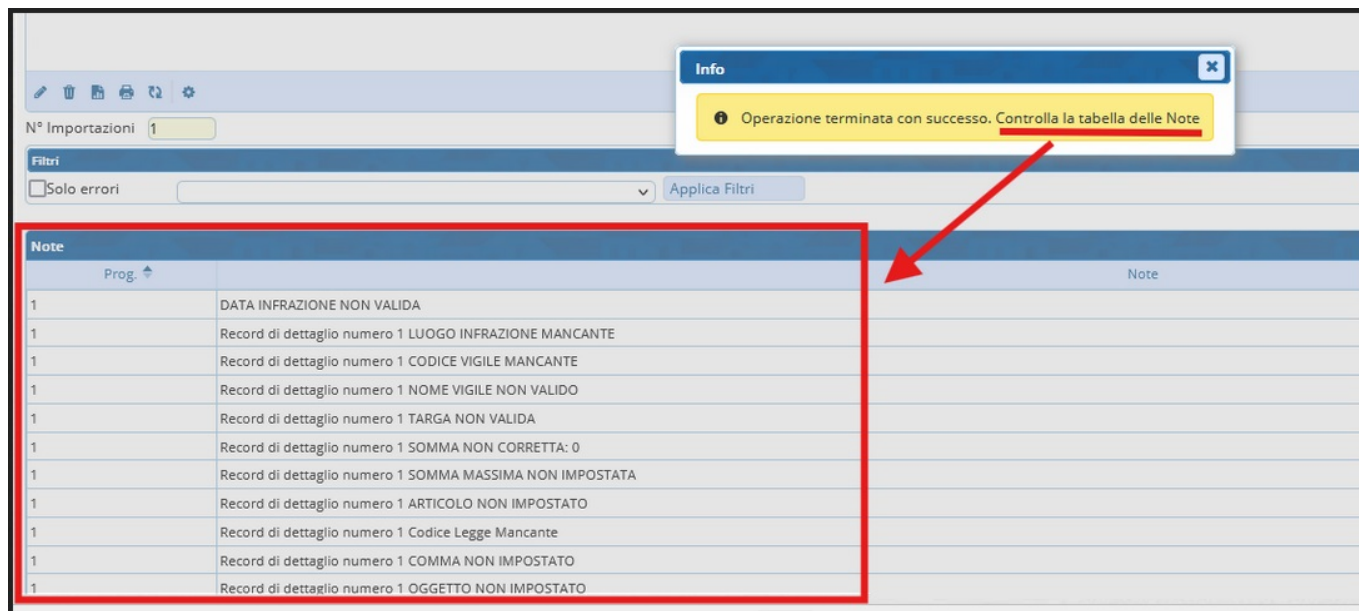 Info
Operazione terminata con successo. Controlla la tabella delle Note
N° Importazioni 1
Filtri
Solo errori Applica Filtri
Note
Prog. Note
1 DATA INFRAZIONE NON VALIDA
1 Record di dettaglio numero 1 LUOGO INFRAZIONE MANCANTE
1 Record di dettaglio numero 1 CODICE VIGILE MANCANTE
1 Record di dettaglio numero 1 NOME VIGILE NON VALIDO
1 Record di dettaglio numero 1 TARGA NON VALIDA
1 Record di dettaglio numero 1 SOMMA NON CORRETTA: 0
1 Record di dettaglio numero 1 SOMMA MASSIMA NON IMPOSTATA
1 Record di dettaglio numero 1 ARTICOLO NON IMPOSTATO
1 Record di dettaglio numero 1 Codice Legge Mancante
1 Record di dettaglio numero 1 COMMA NON IMPOSTATO
1 Record di dettaglio numero 1 OGGETTO NON IMPOSTATO